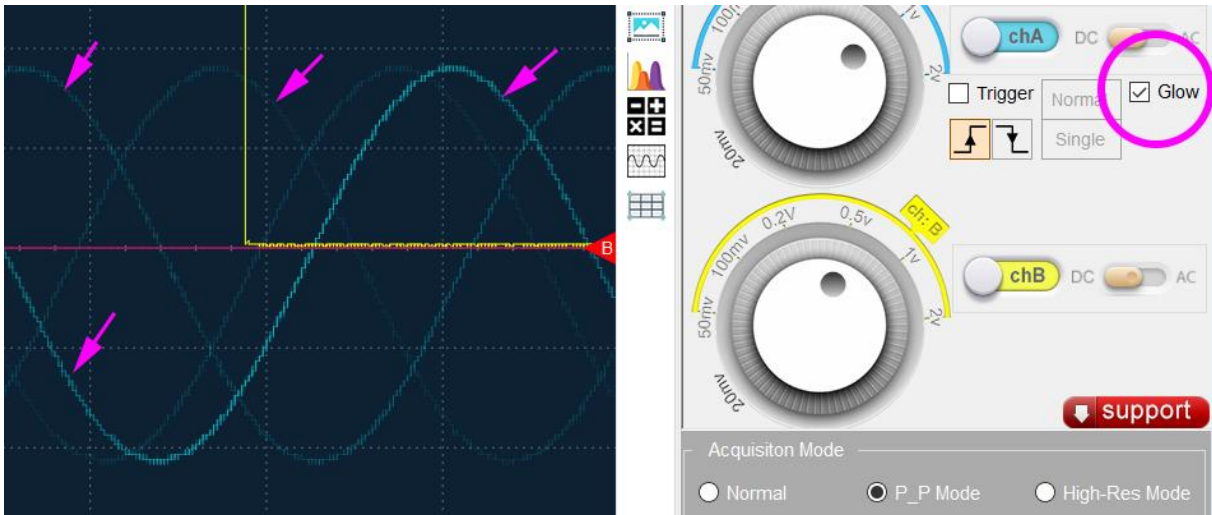 100mv
1v
50mv
2v
20mv
chA DC AC
Trigger Normal Glow
Single
B
0.2V 0.5v ch: B
100mv 1v
chB DC AC
50mv 2v
20mv
support
Acquisiton Mode
Normal P_P Mode High-Res Mode